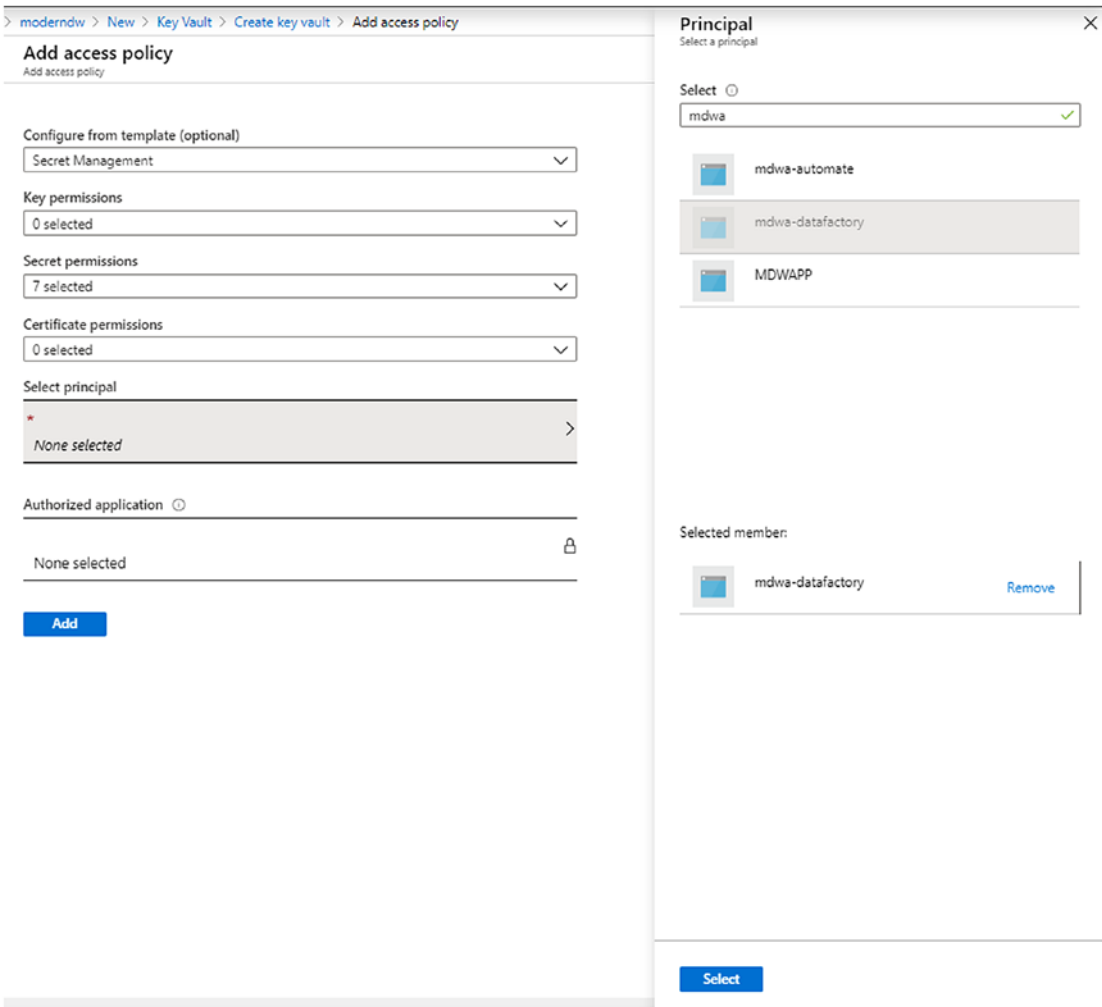 > moderndw > New > Key Vault > Create key vault > Add access policy
Add access policy
Add access policy
Configure from template (optional)
Secret Management
Key permissions
0 selected
Secret permissions
7 selected
Certificate permissions
0 selected
Select principal
*
None selected
Authorized application
None selected
Add
Principal
Select a principal
Select
mdwa
mdwa-automate
mdwa-datafactory
MDWAPP
Selected member:
mdwa-datafactory Remove
Select